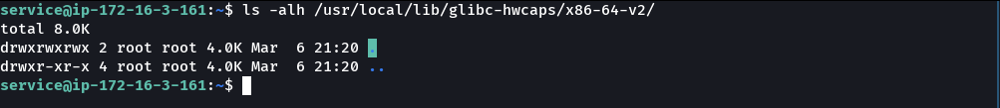 service@ip-172-16-3-161:~$ ls -alh /usr/local/lib/glibc-hwcaps/x86-64-v2/
total 8.0K
drwxrwxrwx 2 root root 4.0K Mar  6 21:20 .
drwxr-xr-x 4 root root 4.0K Mar  6 21:20 ..
service@ip-172-16-3-161:~$